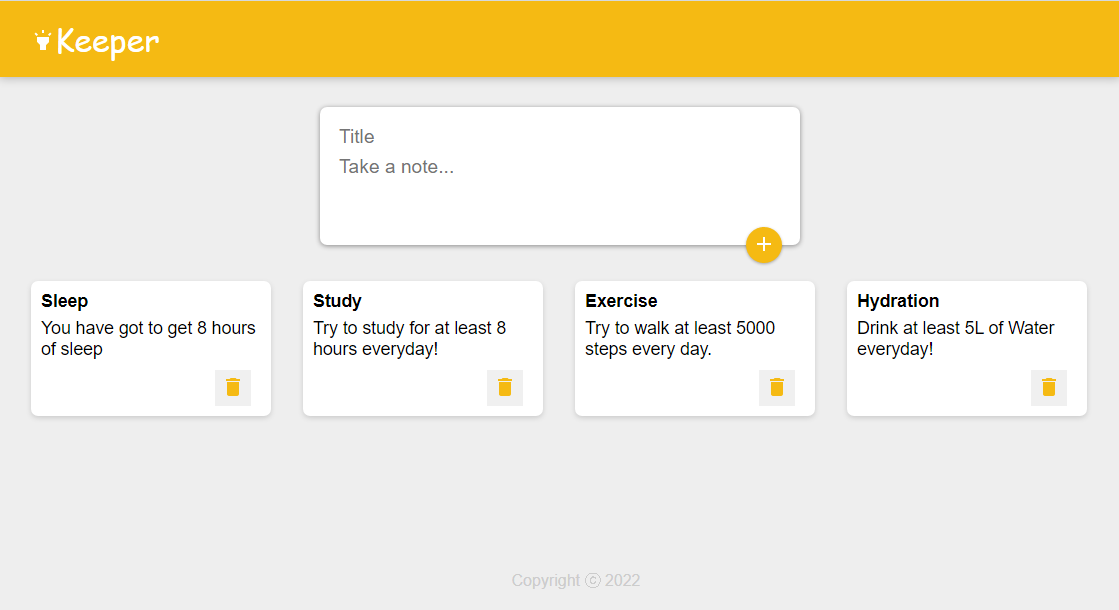 Keeper
Title
Take a note...
Sleep
You have got to get 8 hours
of sleep
Study
Try to study for at least 8
hours everyday!
Exercise
Try to walk at least 5000
steps every day.
Hydration
Drink at least 5L of Water
everyday!
Copyright ⓒ 2022